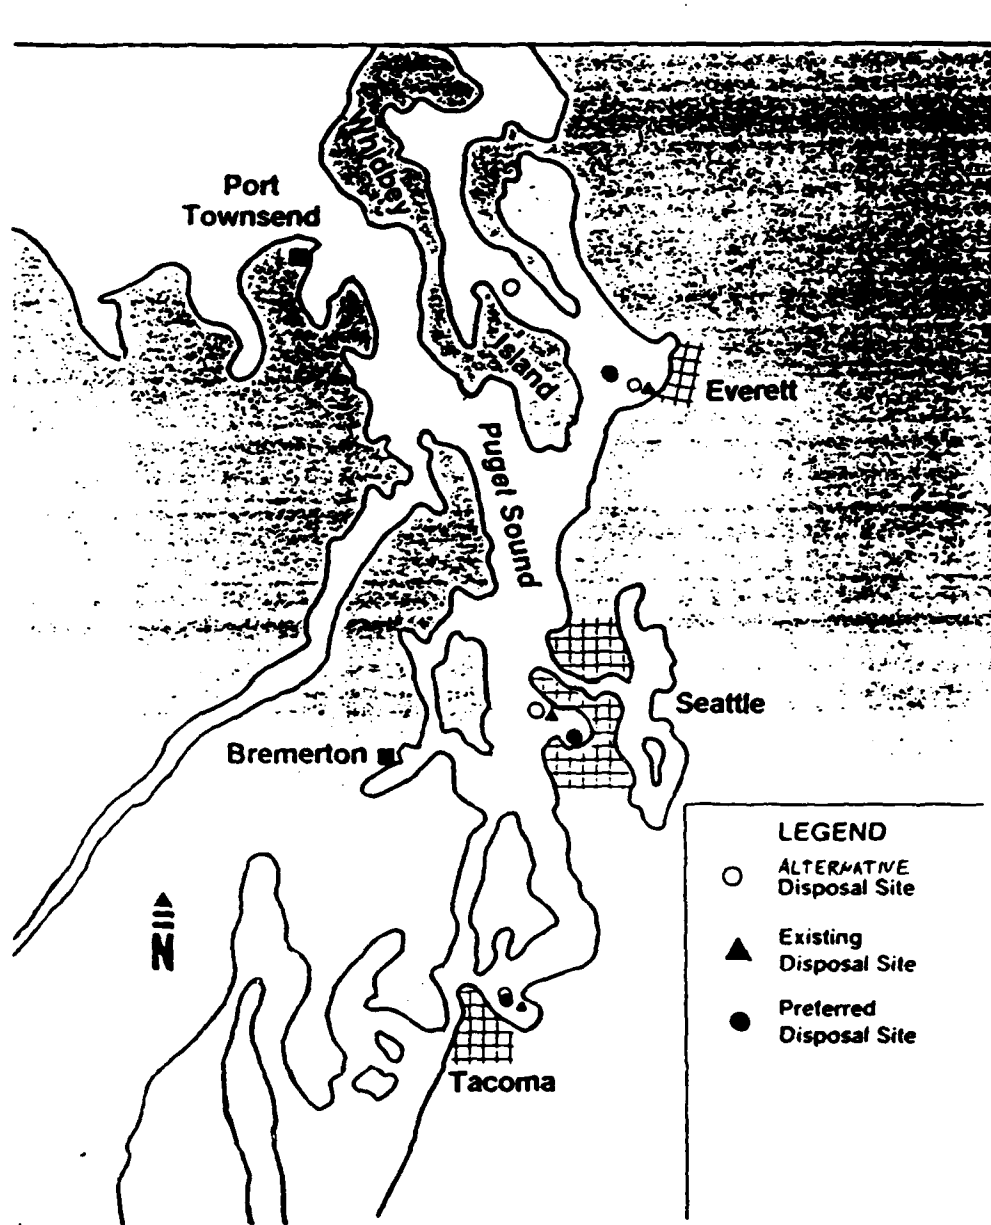 Whidbey
Port
Townsend
Island
Everett
Puget Sound
Seattle
Bremerton
N
Tacoma
LEGEND
ALTERNATIVE
Disposal Site
Existing
Disposal Site
Preferred
Disposal Site